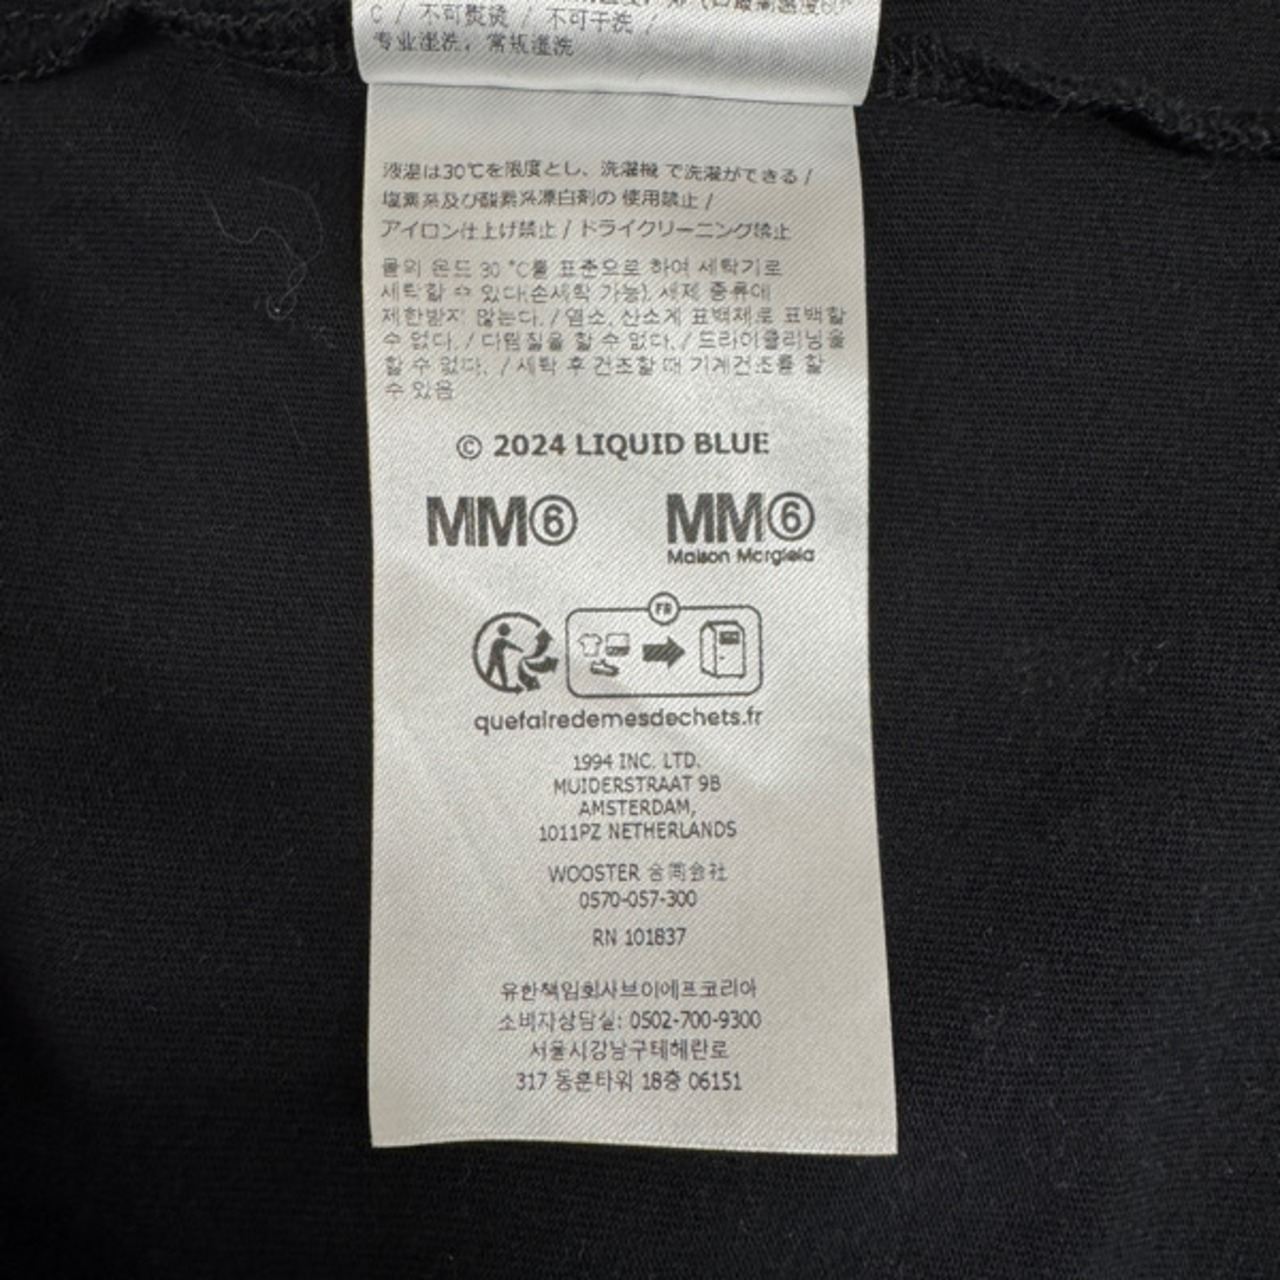 C / 不可熨烫 / 不可干洗 /
专业湿洗，常规湿洗
液温は30℃を限度とし、洗濯機 で洗濯ができる /
塩素系及び酸素系漂白剤の 使用禁止 /
アイロン仕上げ禁止 / ドライクリーニング禁止
물의 온도 30 °C를 표준으로 하여 세탁기로
세탁할 수 있다(손세탁 가능). 세제 종류에
제한받지 않는다. / 염소, 산소계 표백제로 표백할
수 없다. / 다림질을 할 수 없다. / 드라이클리닝을
할 수 없다. / 세탁 후 건조할 때 기계건조를 할
수 있음
© 2024 LIQUID BLUE
MM⑥ MM⑥
Maison Margiela
FR
quefairedemesdechets.fr
1994 INC. LTD.
MUIDERSTRAAT 9B
AMSTERDAM,
1011PZ NETHERLANDS
WOOSTER 合同会社
0570-057-300
RN 101837
유한책임회사브이에프코리아
소비자상담실: 0502-700-9300
서울시강남구테헤란로
317 동훈타워 18층 06151